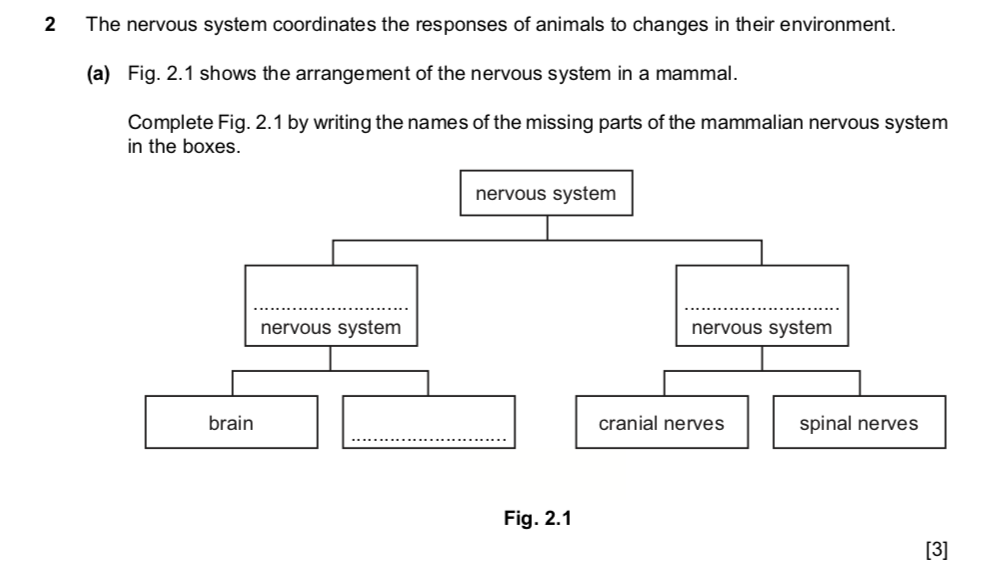 2 The nervous system coordinates the responses of animals to changes in their environment.
(a) Fig. 2.1 shows the arrangement of the nervous system in a mammal.
Complete Fig. 2.1 by writing the names of the missing parts of the mammalian nervous system
in the boxes.
nervous system
............................
nervous system
............................
nervous system
brain
............................
cranial nerves
spinal nerves
Fig. 2.1
[3]